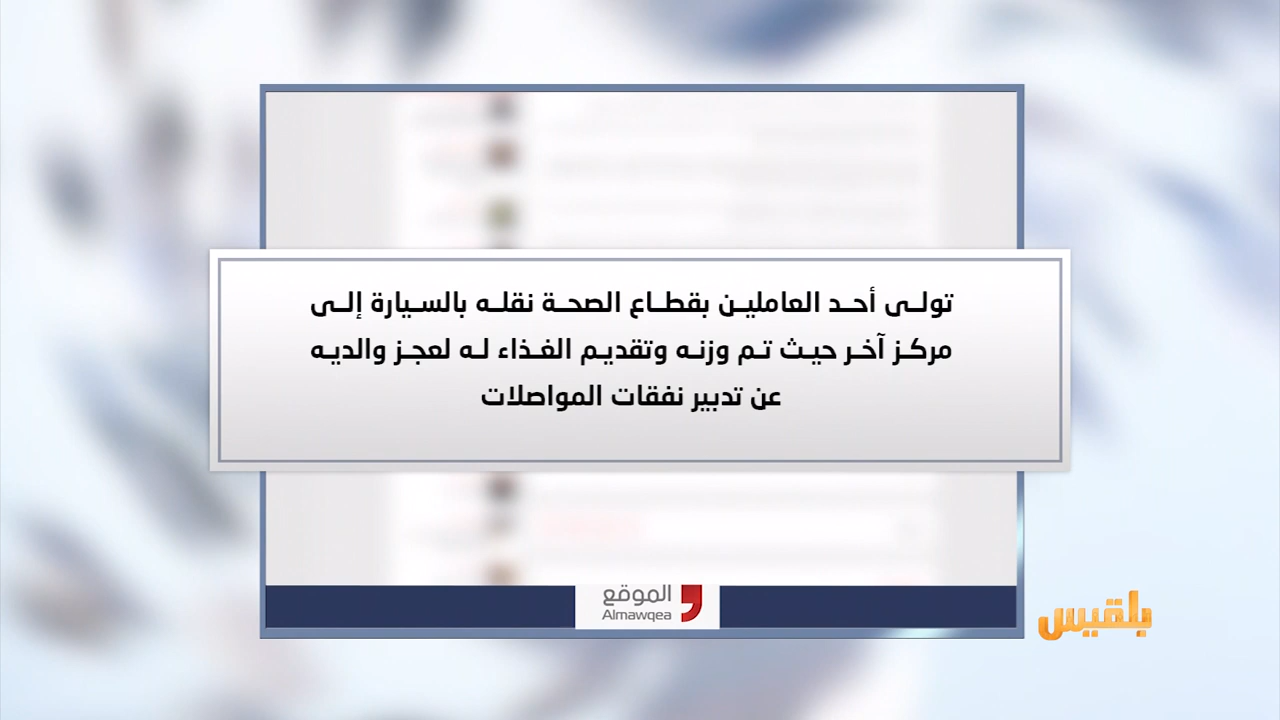 تولى أحد العاملين بقطاع الصحة نقله بالسيارة إلى
مركز آخر حيث تم وزنه وتقديم الغذاء له لعجز والديه
عن تدبير نفقات المواصلات
الموقع
Almawqea
بلقيس